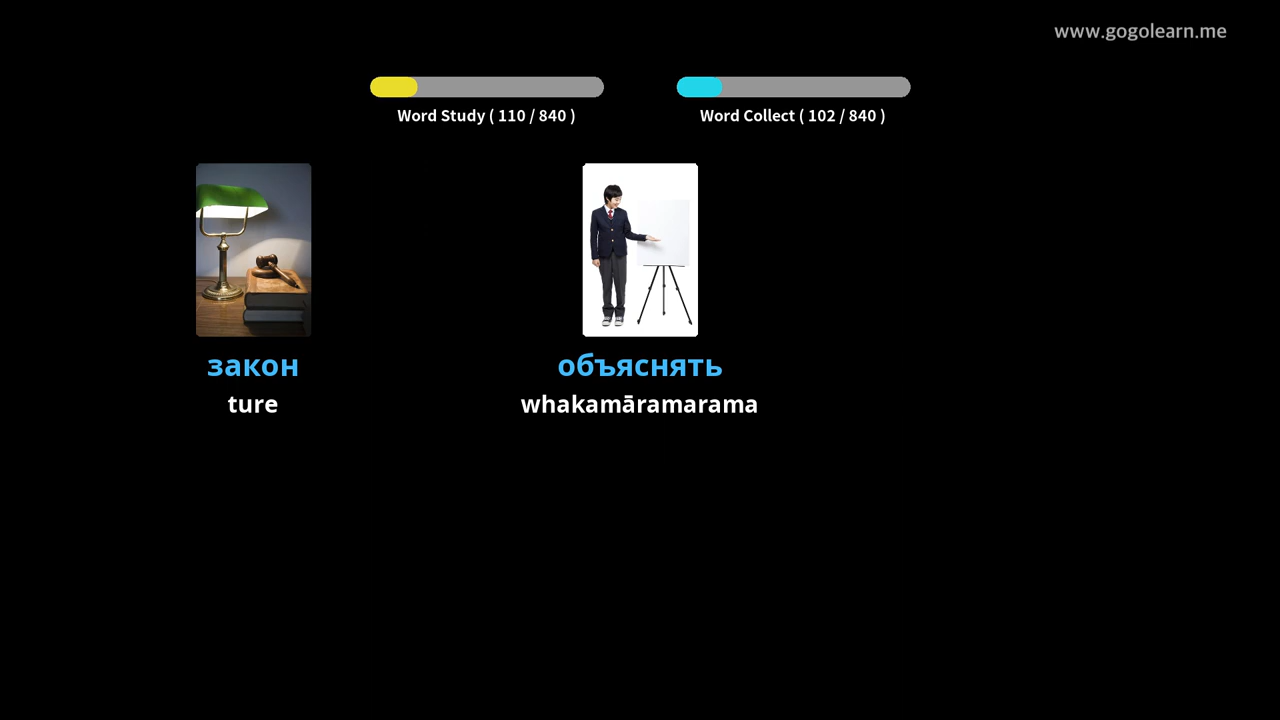 www.gogolearn.me
Word Study ( 110 / 840 )
Word Collect ( 102 / 840 )
закон
ture
объяснять
whakamāramarama